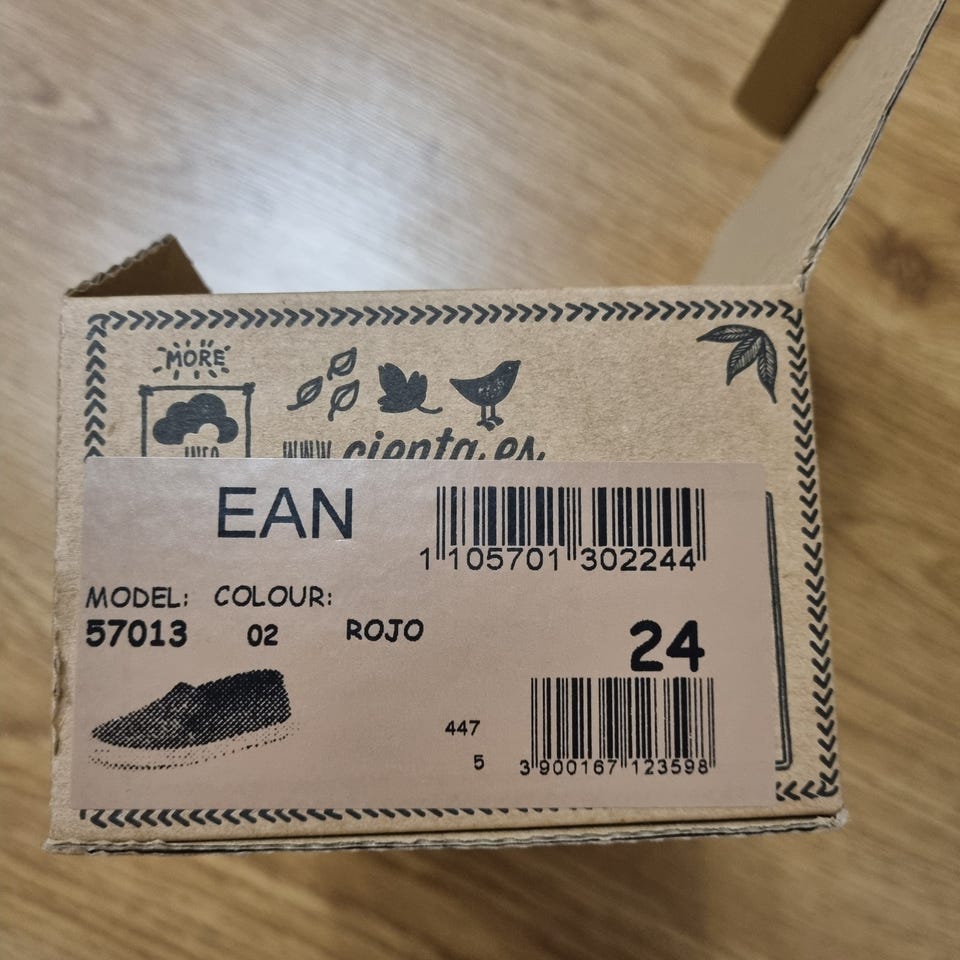 MORE
INFO
www.cienta.es
EAN
1 105701 302244
MODEL: COLOUR:
57013 02 ROJO
24
447
5
3 900167 123598